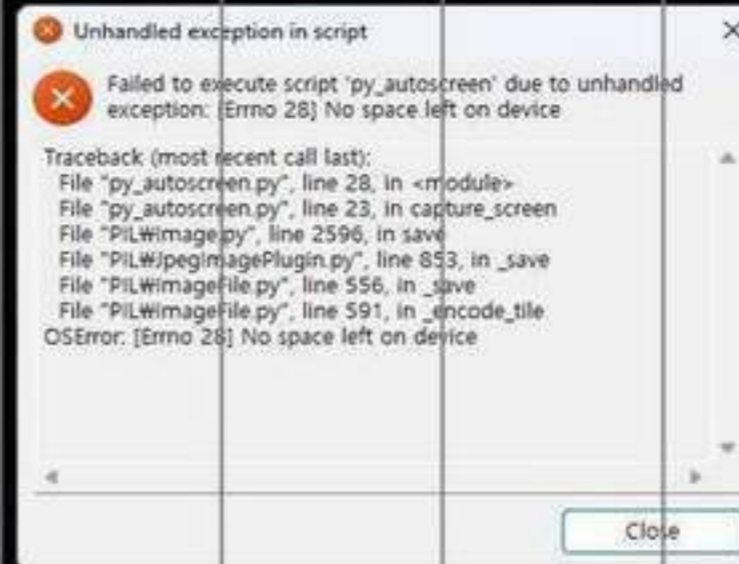 Unhandled exception in script
Failed to execute script 'py_autoscreen' due to unhandled
exception: [Errno 28] No space left on device
Traceback (most recent call last):
File "py_autoscreen.py", line 28, in <module>
File "py_autoscreen.py", line 23, in capture_screen
File "PIL₩Image.py", line 2596, in save
File "PIL₩JpegImagePlugin.py", line 853, in _save
File "PIL₩ImageFile.py", line 556, in _save
File "PIL₩ImageFile.py", line 591, in _encode_tile
OSError: [Errno 28] No space left on device
Close